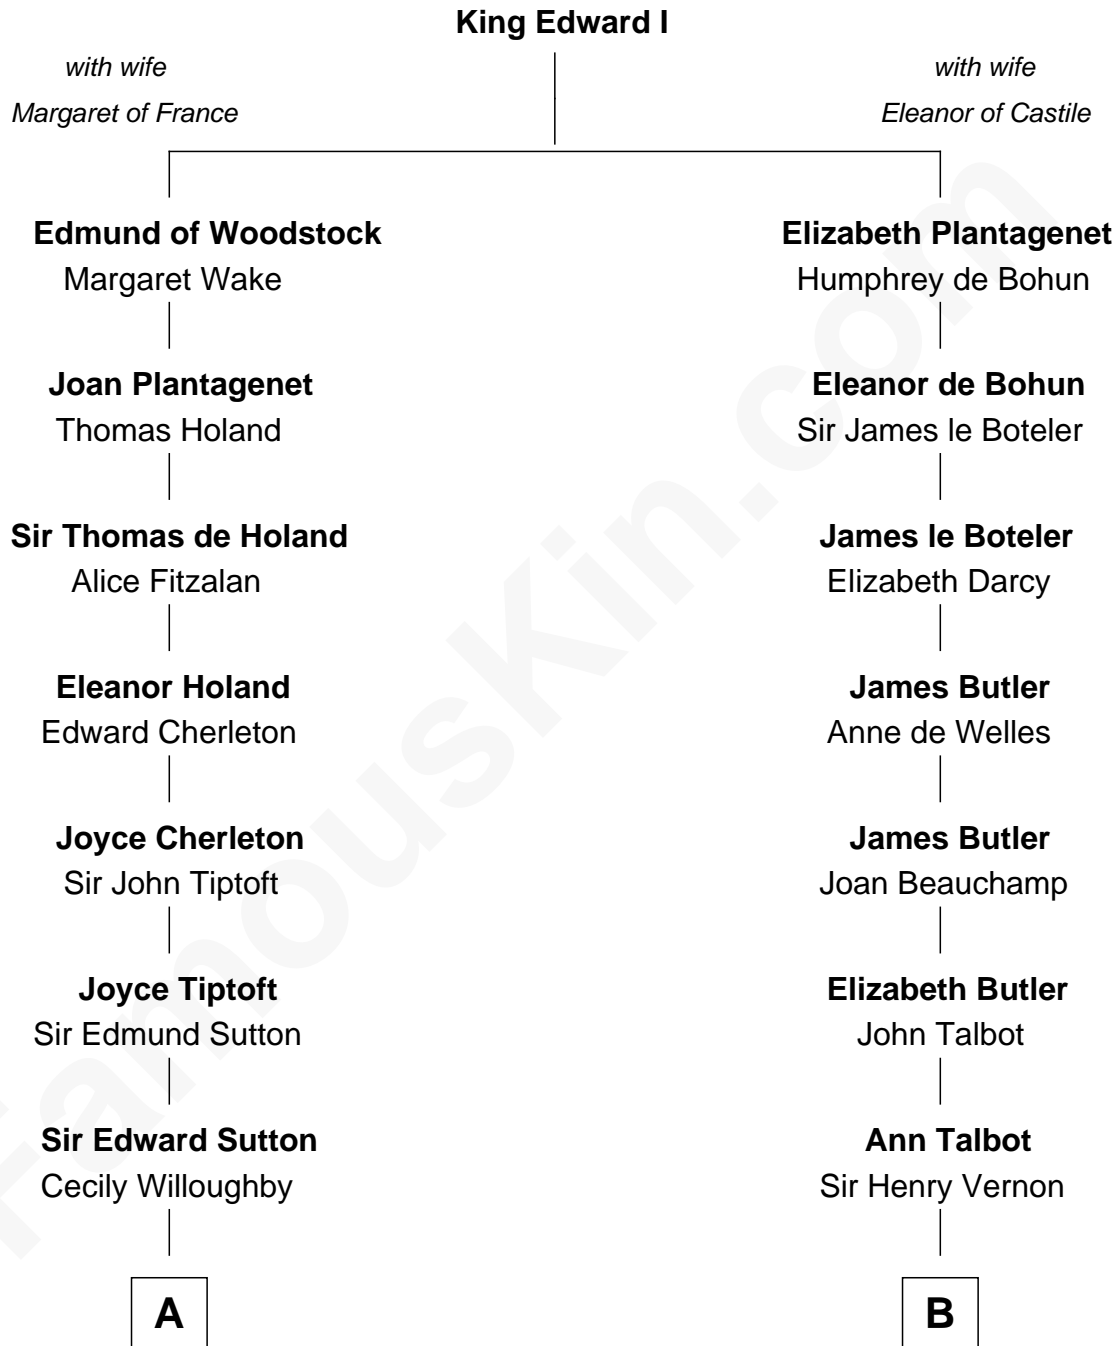 King Edward I
with wife
Margaret of France
with wife
Eleanor of Castile
Edmund of Woodstock
Margaret Wake
Elizabeth Plantagenet
Humphrey de Bohun
Joan Plantagenet
Thomas Holand
Eleanor de Bohun
Sir James le Boteler
Sir Thomas de Holand
Alice Fitzalan
James le Boteler
Elizabeth Darcy
Eleanor Holand
Edward Cherleton
James Butler
Anne de Welles
Joyce Cherleton
Sir John Tiptoft
James Butler
Joan Beauchamp
Joyce Tiptoft
Sir Edmund Sutton
Elizabeth Butler
John Talbot
Sir Edward Sutton
Cecily Willoughby
Ann Talbot
Sir Henry Vernon
A
B
FamousKin.com